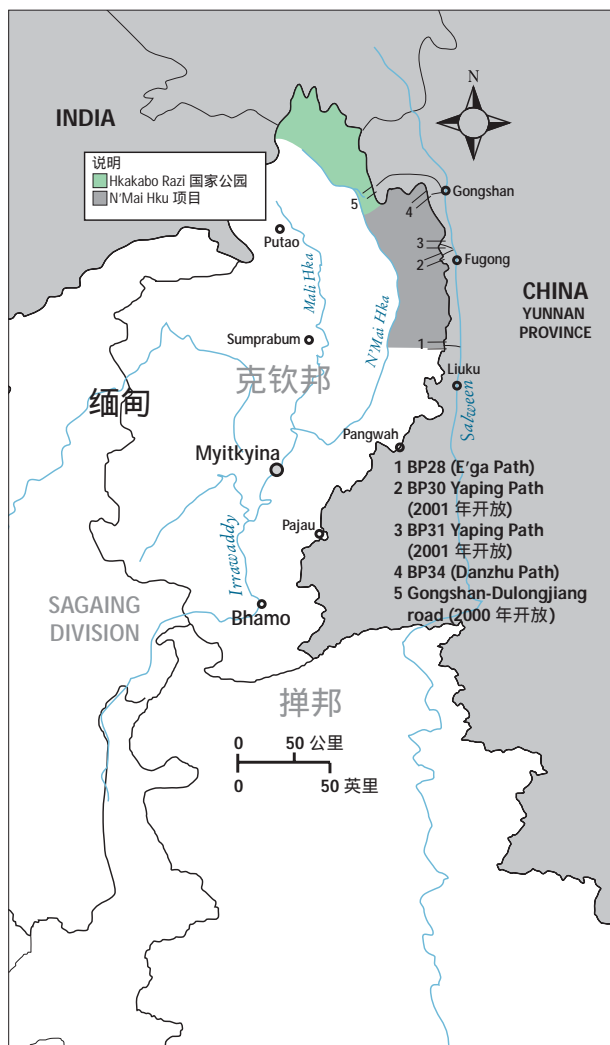 N
INDIA
说明
Hkakabo Razi 国家公园
N'Mai Hku 项目
5
4
Gongshan
Putao
3
2
Fugong
Mali Hka
N'Mai Hka
CHINA
YUNNAN
PROVINCE
Sumprabum
1
克钦邦
Liuku
缅甸
Salween
Pangwah
Myitkyina
1 BP28 (E'ga Path)
2 BP30 Yaping Path
(2001 年开放)
3 BP31 Yaping Path
(2001 年开放)
4 BP34 (Danzhu Path)
5 Gongshan-Dulongjiang
road (2000 年开放)
Pajau
Irrawaddy
Bhamo
SAGAING
DIVISION
掸邦
0 50 公里
0 50 英里